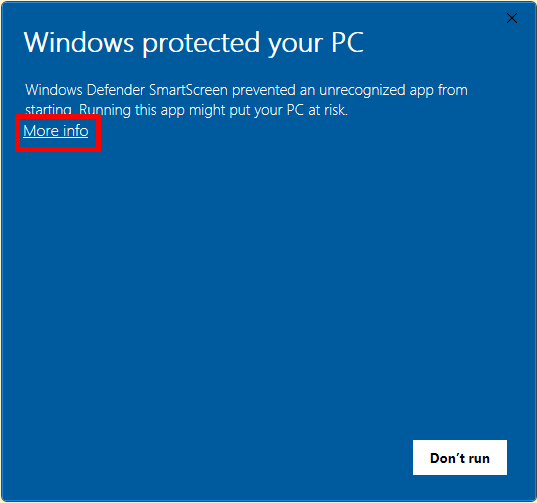 Windows protected your PC
Windows Defender SmartScreen prevented an unrecognized app from
starting. Running this app might put your PC at risk.
More info
Don't run